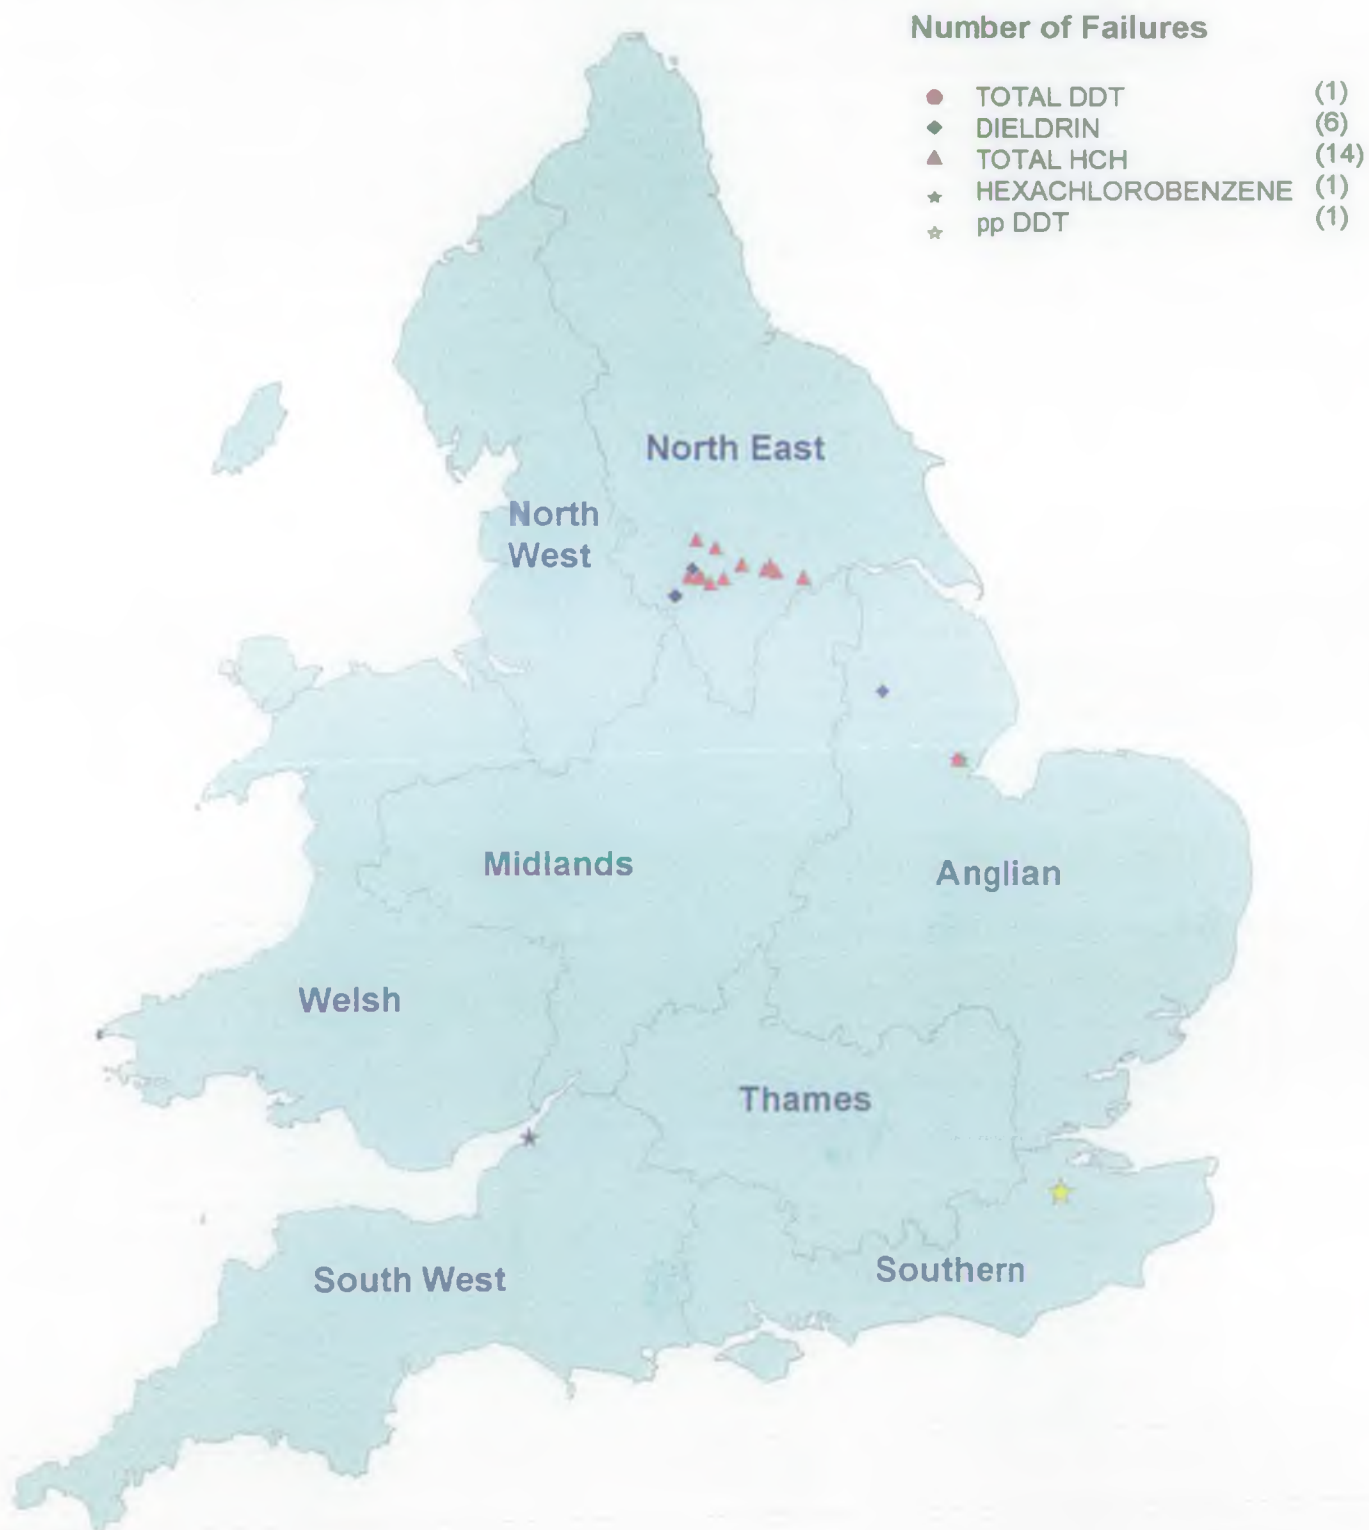 Number of Failures
TOTAL DDT (1)
DIELDRIN (6)
TOTAL HCH (14)
HEXACHLOROBENZENE (1)
pp DDT (1)
North East
North
West
Midlands
Anglian
Welsh
Thames
South West
Southern